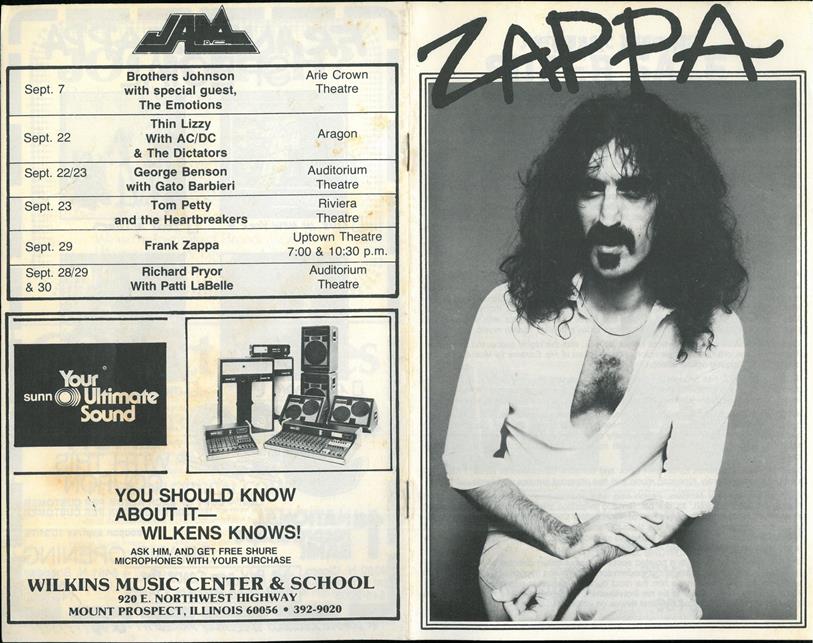 JAM
Sept. 7
Brothers Johnson
with special guest,
The Emotions
Arie Crown
Theatre
Sept. 22
Thin Lizzy
With AC/DC
& The Dictators
Aragon
Sept. 22/23
George Benson
with Gato Barbieri
Auditorium
Theatre
Sept. 23
Tom Petty
and the Heartbreakers
Riviera
Theatre
Sept. 29
Frank Zappa
Uptown Theatre
7:00 & 10:30 p.m.
Sept. 28/29
& 30
Richard Pryor
With Patti LaBelle
Auditorium
Theatre
sunn
Your
Ultimate
Sound
YOU SHOULD KNOW
ABOUT IT—
WILKENS KNOWS!
ASK HIM, AND GET FREE SHURE
MICROPHONES WITH YOUR PURCHASE
WILKINS MUSIC CENTER & SCHOOL
920 E. NORTHWEST HIGHWAY
MOUNT PROSPECT, ILLINOIS 60056 • 392-9020
ZAPPA